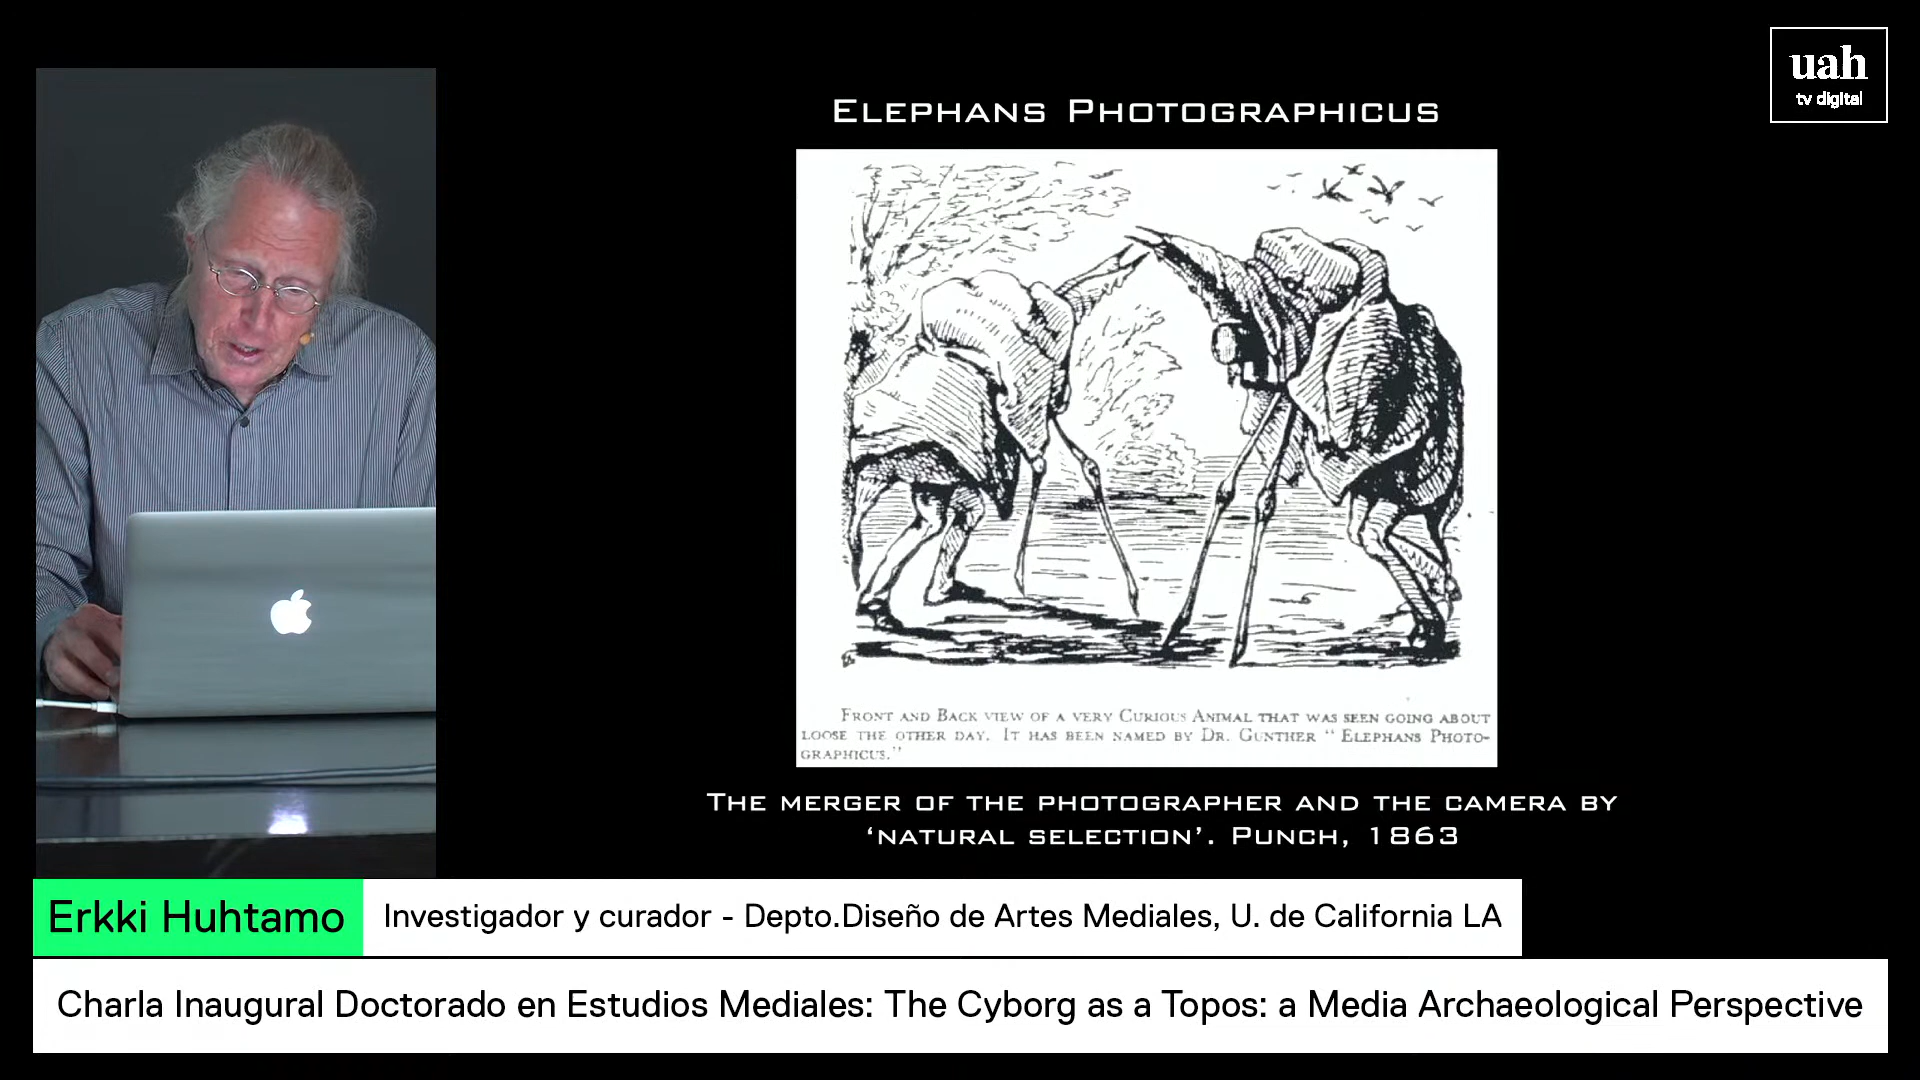 uah
tv digital
ELEPHANS PHOTOGRAPHICUS
FRONT AND BACK VIEW OF A VERY CURIOUS ANIMAL THAT WAS SEEN GOING ABOUT
LOOSE THE OTHER DAY. IT HAS BEEN NAMED BY DR. GUNTHER “ ELEPHANS PHOTO-
GRAPHICUS.”
THE MERGER OF THE PHOTOGRAPHER AND THE CAMERA BY
‘NATURAL SELECTION’. PUNCH, 1863
Erkki Huhtamo
Investigador y curador - Depto.Diseño de Artes Mediales, U. de California LA
Charla Inaugural Doctorado en Estudios Mediales: The Cyborg as a Topos: a Media Archaeological Perspective